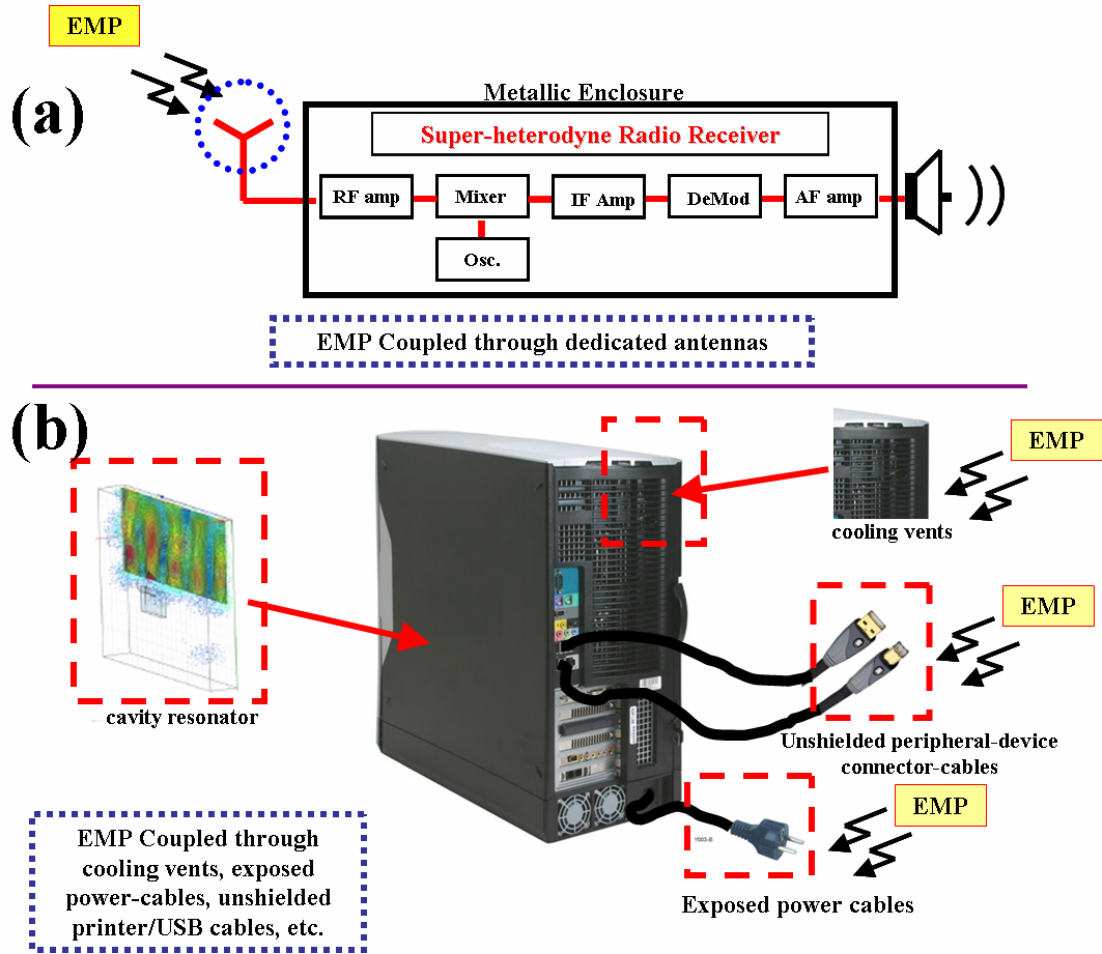 EMP
(a)
Metallic Enclosure
Super-heterodyne Radio Receiver
RF amp
Mixer
IF Amp
DeMod
AF amp
Osc.
EMP Coupled through dedicated antennas
(b)
EMP
cooling vents
cavity resonator
EMP
Unshielded peripheral-device
connector-cables
EMP
Y003-B
Exposed power cables
EMP Coupled through
cooling vents, exposed
power-cables, unshielded
printer/USB cables, etc.